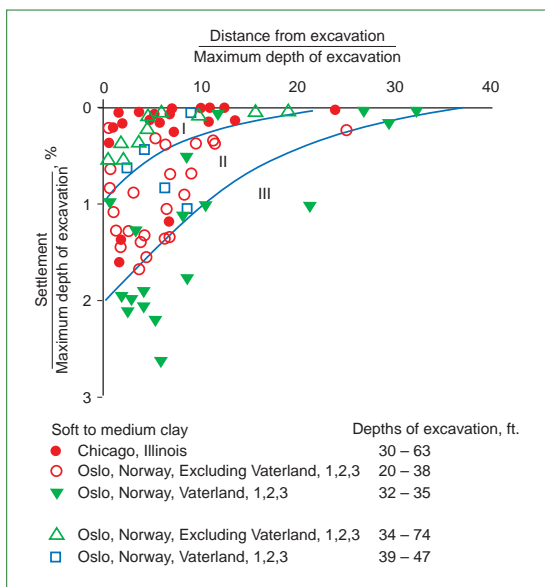 Distance from excavation
Maximum depth of excavation
0 10 20 30 40
0
1
2
3
Settlement
Maximum depth of excavation, %
I
II
III
Soft to medium clay Depths of excavation, ft.
Chicago, Illinois 30 – 63
Oslo, Norway, Excluding Vaterland, 1,2,3 20 – 38
Oslo, Norway, Vaterland, 1,2,3 32 – 35
Oslo, Norway, Excluding Vaterland, 1,2,3 34 – 74
Oslo, Norway, Vaterland, 1,2,3 39 – 47